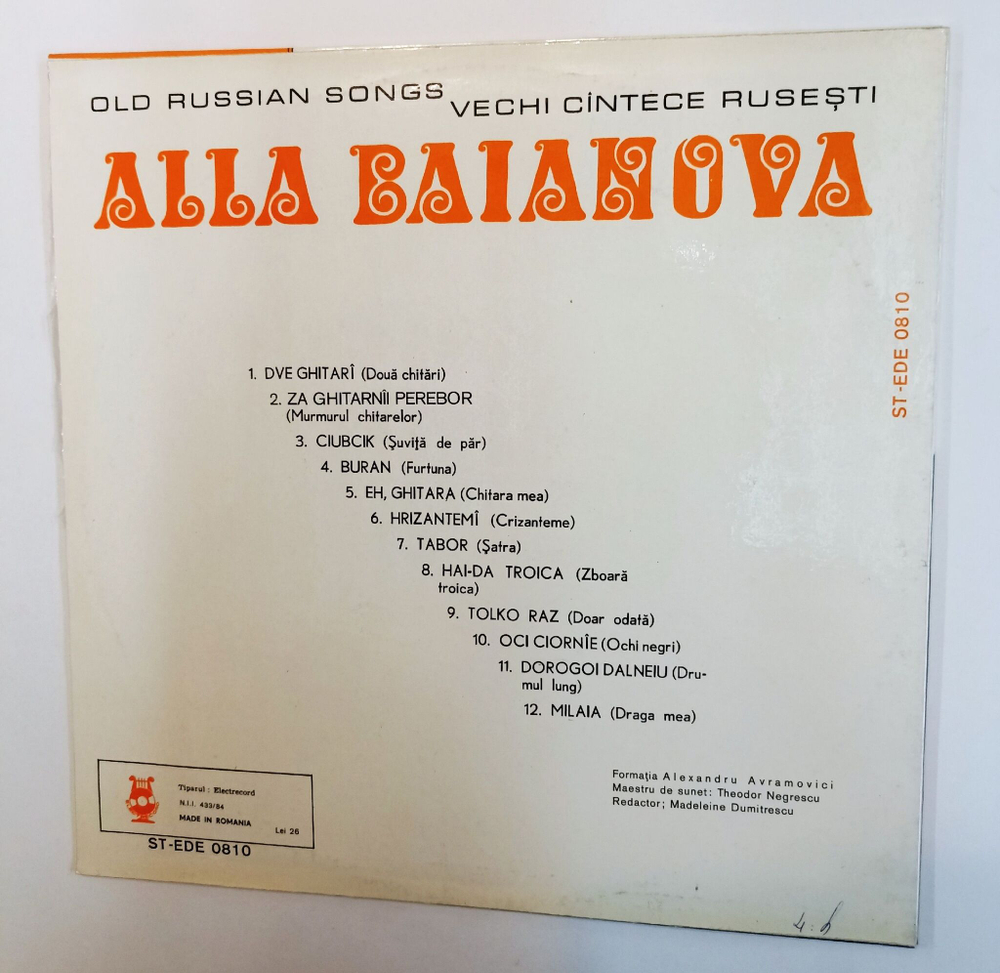 OLD RUSSIAN SONGS VECHI CÎNTECE RUSEȘTI
ALLA BAIANOVA
ST-EDE 0810
1. DVE GHITARÎ (Două chitări)
2. ZA GHITARNÎI PEREBOR
(Murmurul chitarelor)
3. CIUBCIK (Șuviță de păr)
4. BURAN (Furtuna)
5. EH, GHITARA (Chitara mea)
6. HRIZANTEMÎ (Crizanteme)
7. TABOR (Șatra)
8. HAI-DA TROICA (Zboară
troica)
9. TOLKO RAZ (Doar odată)
10. OCI CIORNÎE (Ochi negri)
11. DOROGOI DALNEIU (Dru-
mul lung)
12. MILAIA (Draga mea)
Formația Alexandru Avramovici
Maestru de sunet: Theodor Negrescu
Redactor; Madeleine Dumitrescu
Tiparul: Electrecord
N.I.I. 433/84
MADE IN ROMANIA
Lei 26
ST-EDE 0810